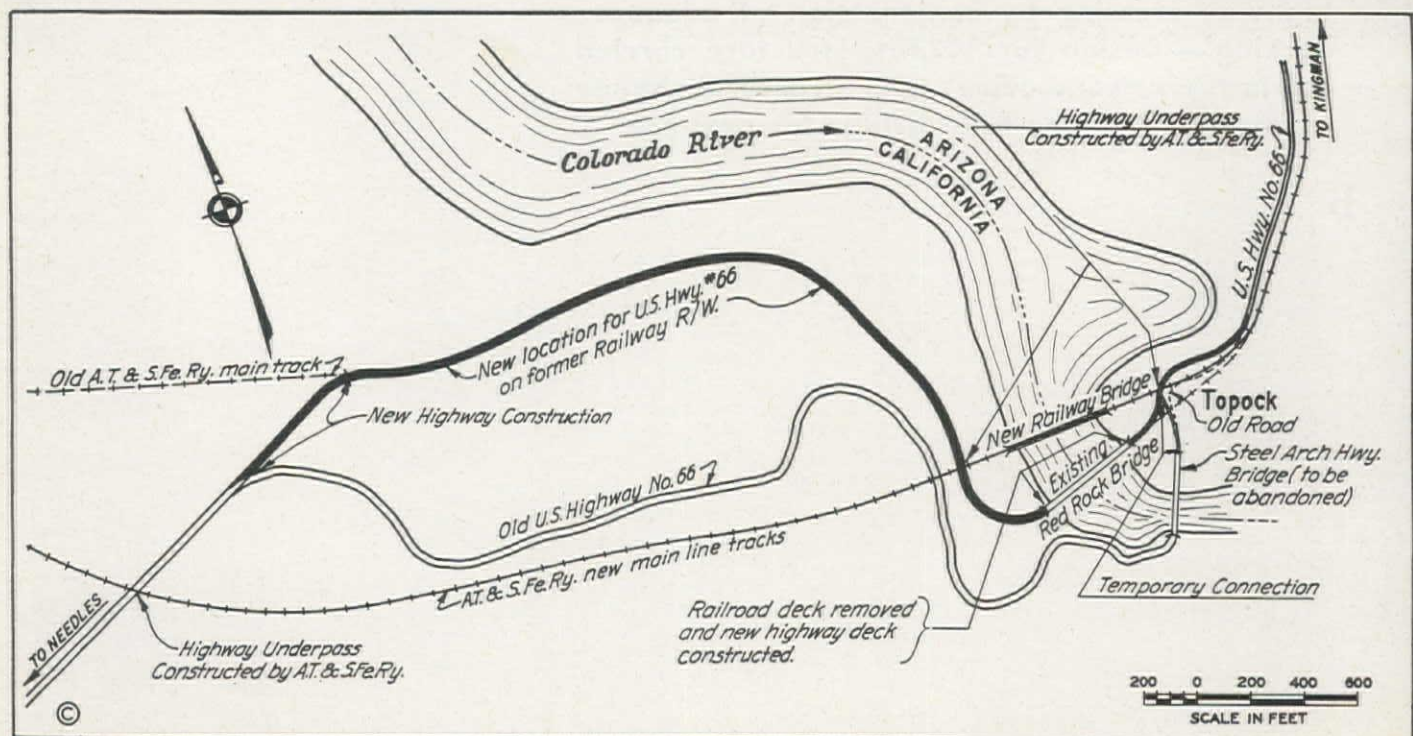 Colorado River
ARIZONA
CALIFORNIA
Highway Underpass
Constructed by A.T. & S.Fe.Ry.
U.S. Hwy. No. 66
TO KINGMAN
Old A.T. & S.Fe.Ry. main track
New location for U.S. Hwy. #66
on former Railway R/W.
New Highway Construction
Old U.S. Highway No. 66
A.T. & S.Fe.Ry. new main line tracks
New Railway Bridge
Existing
Red Rock Bridge
Topock
Old Road
Steel Arch Hwy.
Bridge (to be
abandoned)
Temporary Connection
Railroad deck removed
and new highway deck
constructed.
TO NEEDLES
Highway Underpass
Constructed by A.T. & S.Fe.Ry.
©
200 0 200 400 600
SCALE IN FEET